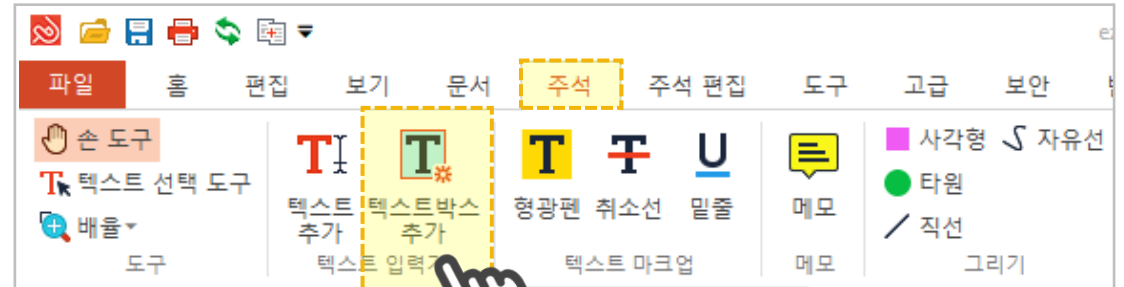 파일 홈 편집 보기 문서 주석 주석 편집 도구 고급 보안
손 도구
텍스트 선택 도구
배율
도구
텍스트 추가
텍스트박스 추가
텍스트 입력
형광펜 취소선 밑줄
텍스트 마크업
메모
메모
사각형 자유선
타원
직선
그리기